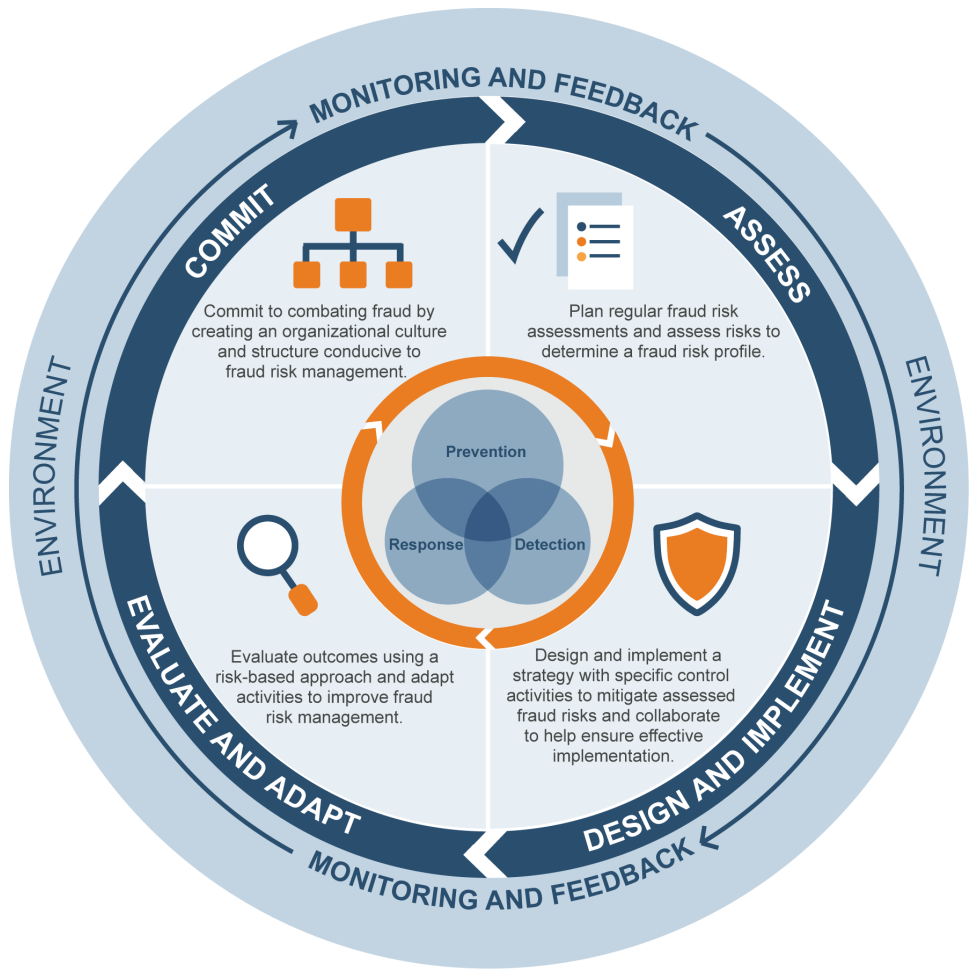 MONITORING AND FEEDBACK
COMMIT
ASSESS
Commit to combating fraud by
creating an organizational culture
and structure conducive to
fraud risk management.
Plan regular fraud risk
assessments and assess risks to
determine a fraud risk profile.
ENVIRONMENT
ENVIRONMENT
Prevention
Response
Detection
Evaluate outcomes using a
risk-based approach and adapt
activities to improve fraud
risk management.
Design and implement a
strategy with specific control
activities to mitigate assessed
fraud risks and collaborate
to help ensure effective
implementation.
EVALUATE AND ADAPT
DESIGN AND IMPLEMENT
MONITORING AND FEEDBACK